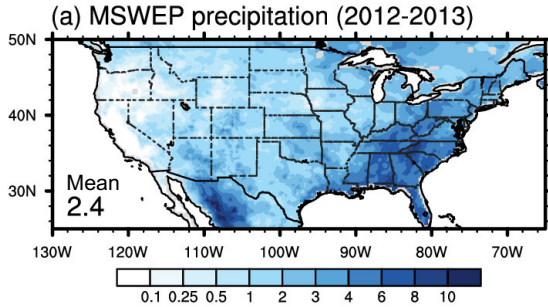 (a) MSWEP precipitation (2012-2013)
50N
40N
30N
Mean
2.4
130W 120W 110W 100W 90W 80W 70W
0.1 0.25 0.5 1 2 3 4 6 8 10